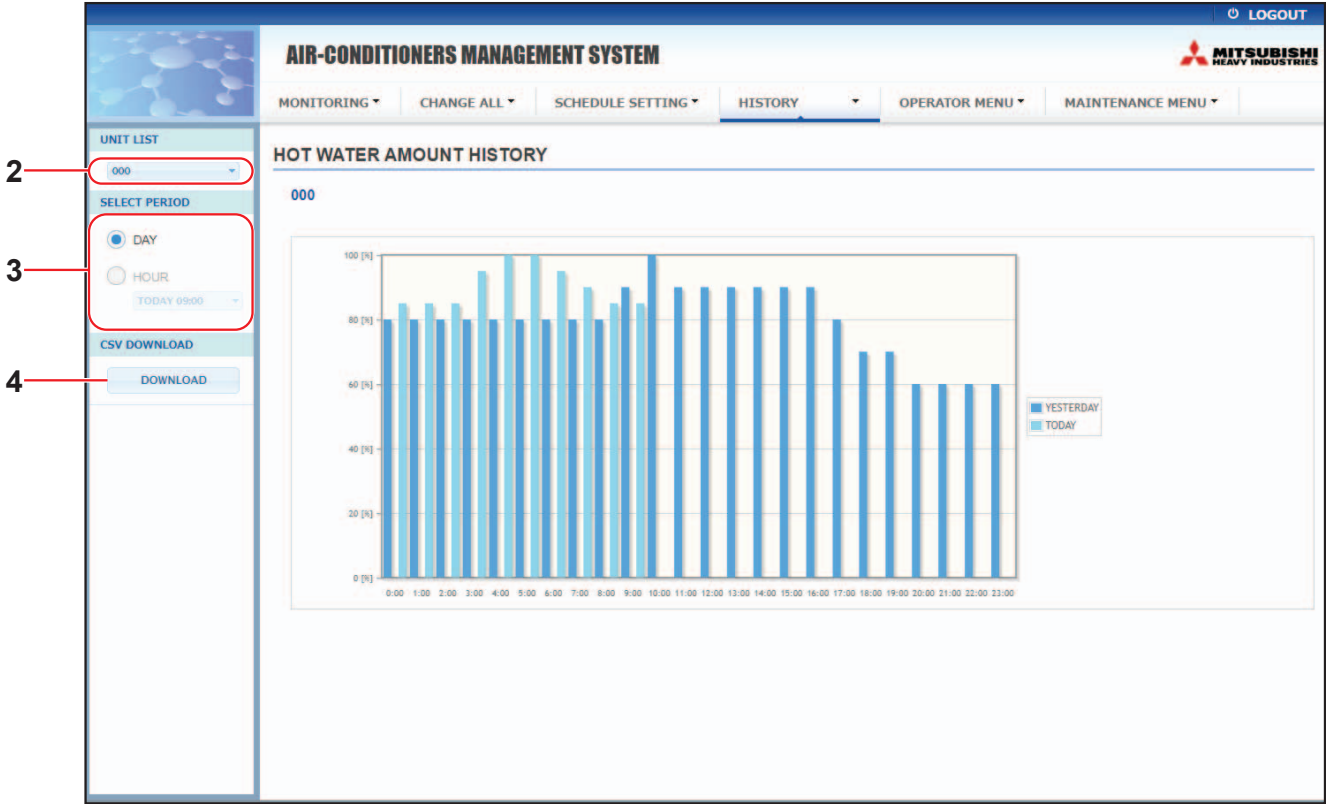 LOGOUT
AIR-CONDITIONERS MANAGEMENT SYSTEM
MITSUBISHI
HEAVY INDUSTRIES
MONITORING CHANGE ALL SCHEDULE SETTING HISTORY OPERATOR MENU MAINTENANCE MENU
UNIT LIST
2
000
SELECT PERIOD
3
DAY
HOUR
TODAY 09:00
CSV DOWNLOAD
4
DOWNLOAD
HOT WATER AMOUNT HISTORY
000
100 [%]
80 [%]
60 [%]
40 [%]
20 [%]
0 [%]
0:00 1:00 2:00 3:00 4:00 5:00 6:00 7:00 8:00 9:00 10:00 11:00 12:00 13:00 14:00 15:00 16:00 17:00 18:00 19:00 20:00 21:00 22:00 23:00
YESTERDAY
TODAY